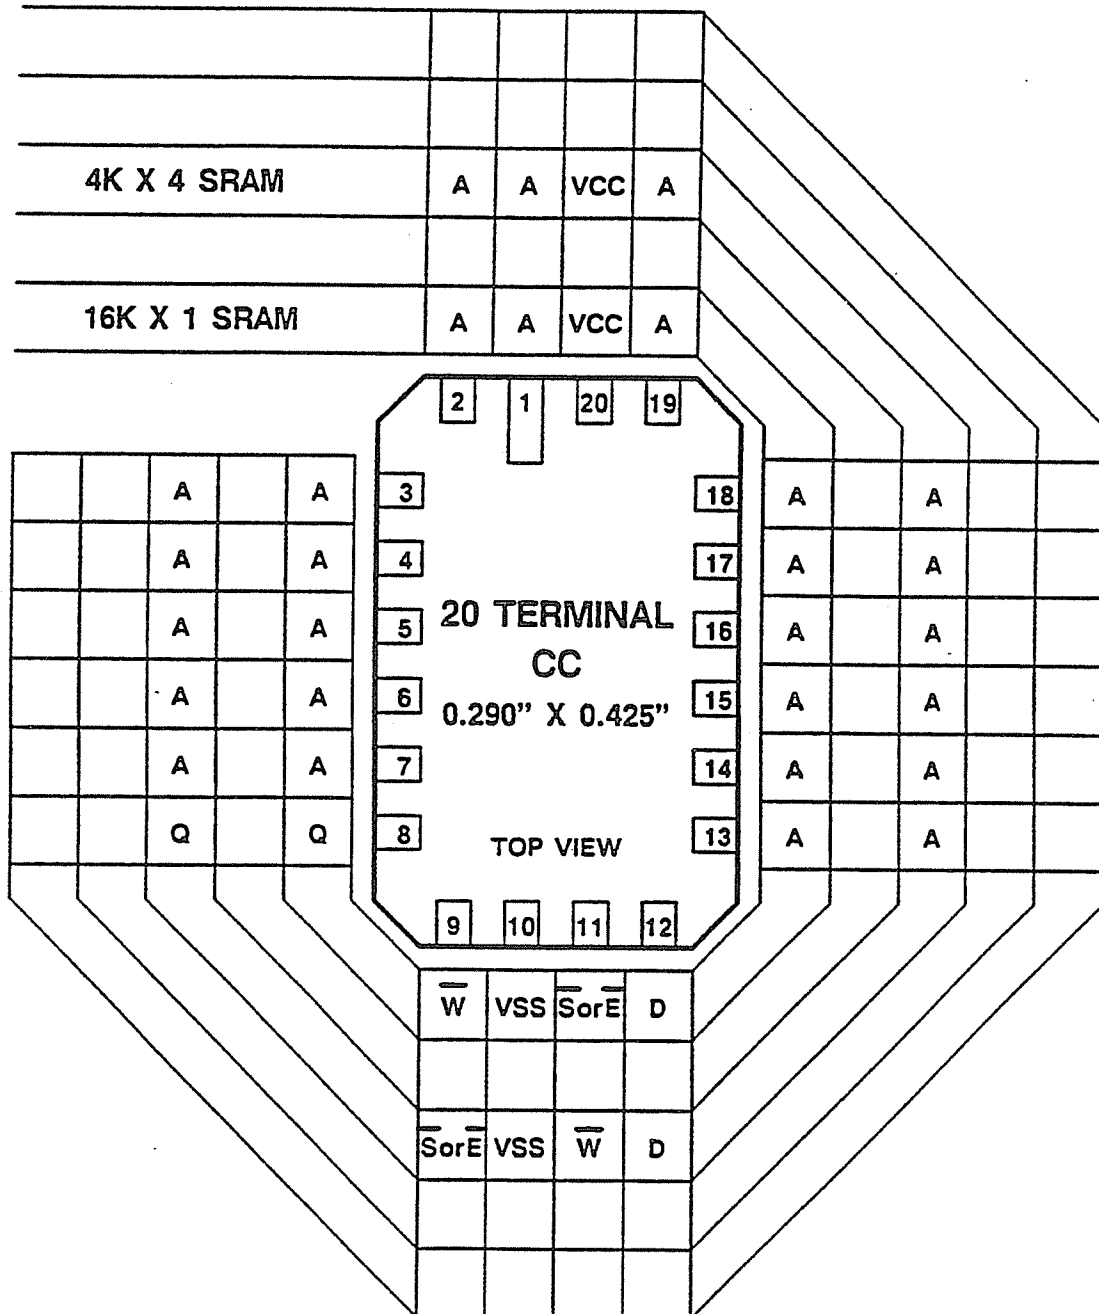 4K X 4 SRAM A A VCC A
16K X 1 SRAM A A VCC A
2 1 20 19
A A 3 18 A A
A A 4 17 A A
A A 5 16 A A
A A 6 15 A A
A A 7 14 A A
Q Q 8 13 A A
20 TERMINAL
CC
0.290” X 0.425”
TOP VIEW
9 10 11 12
W̅ VSS S̅orE̅ D
S̅orE̅ VSS W̅ D